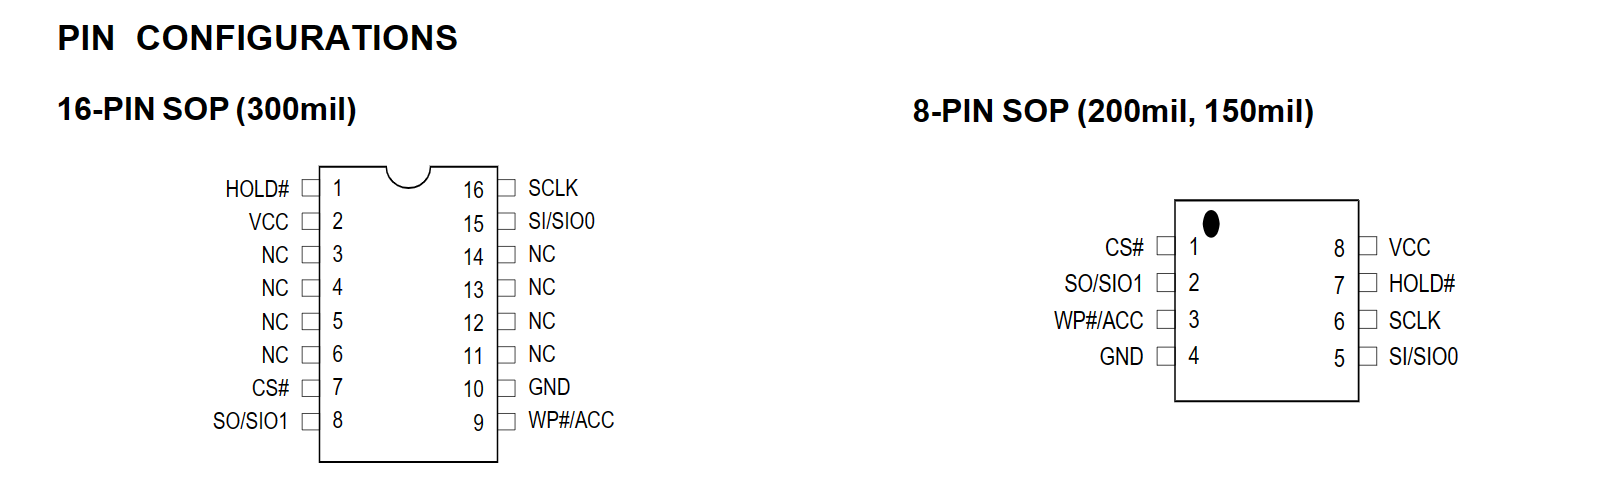 PIN CONFIGURATIONS
16-PIN SOP (300mil)
HOLD# 1 16 SCLK
VCC 2 15 SI/SIO0
NC 3 14 NC
NC 4 13 NC
NC 5 12 NC
NC 6 11 NC
CS# 7 10 GND
SO/SIO1 8 9 WP#/ACC
8-PIN SOP (200mil, 150mil)
CS# 1 8 VCC
SO/SIO1 2 7 HOLD#
WP#/ACC 3 6 SCLK
GND 4 5 SI/SIO0